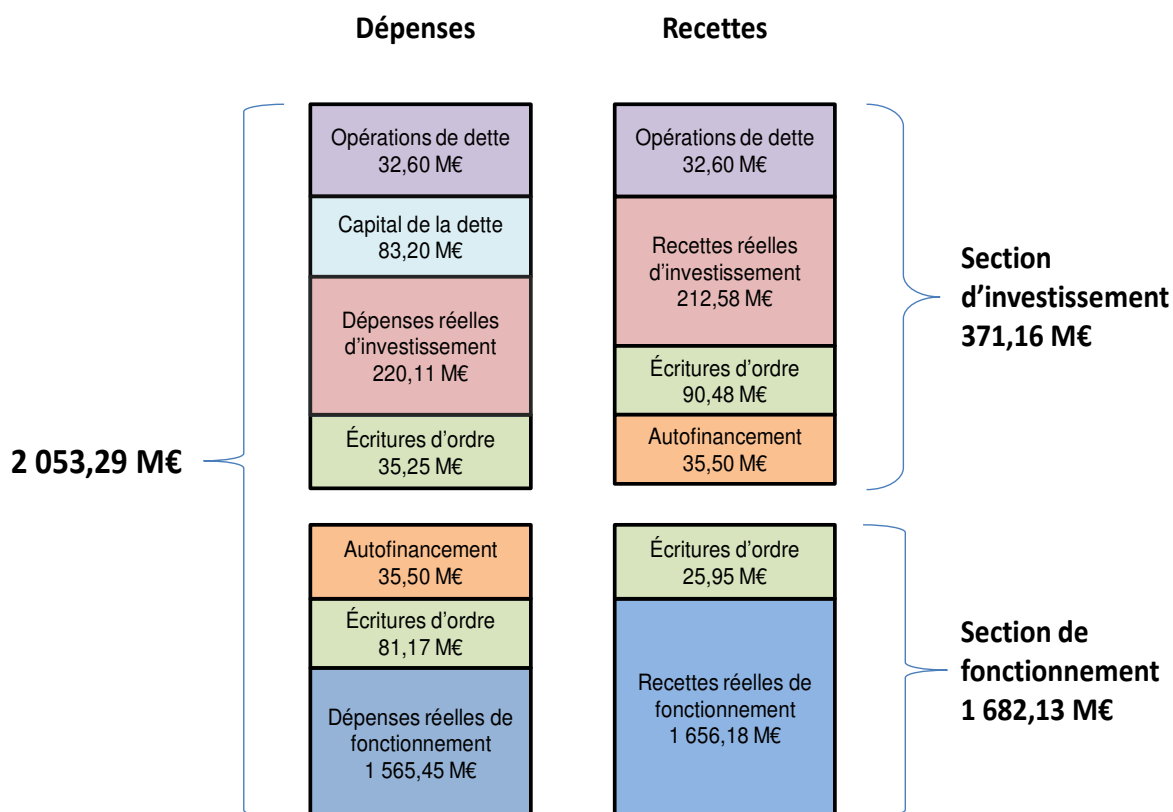 Dépenses
Recettes
Opérations de dette
32,60 M€
Capital de la dette
83,20 M€
Dépenses réelles
d'investissement
220,11 M€
Écritures d'ordre
35,25 M€
Opérations de dette
32,60 M€
Recettes réelles
d'investissement
212,58 M€
Écritures d'ordre
90,48 M€
Autofinancement
35,50 M€
Section
d'investissement
371,16 M€
2 053,29 M€
Autofinancement
35,50 M€
Écritures d'ordre
81,17 M€
Dépenses réelles de
fonctionnement
1 565,45 M€
Écritures d'ordre
25,95 M€
Recettes réelles de
fonctionnement
1 656,18 M€
Section de
fonctionnement
1 682,13 M€